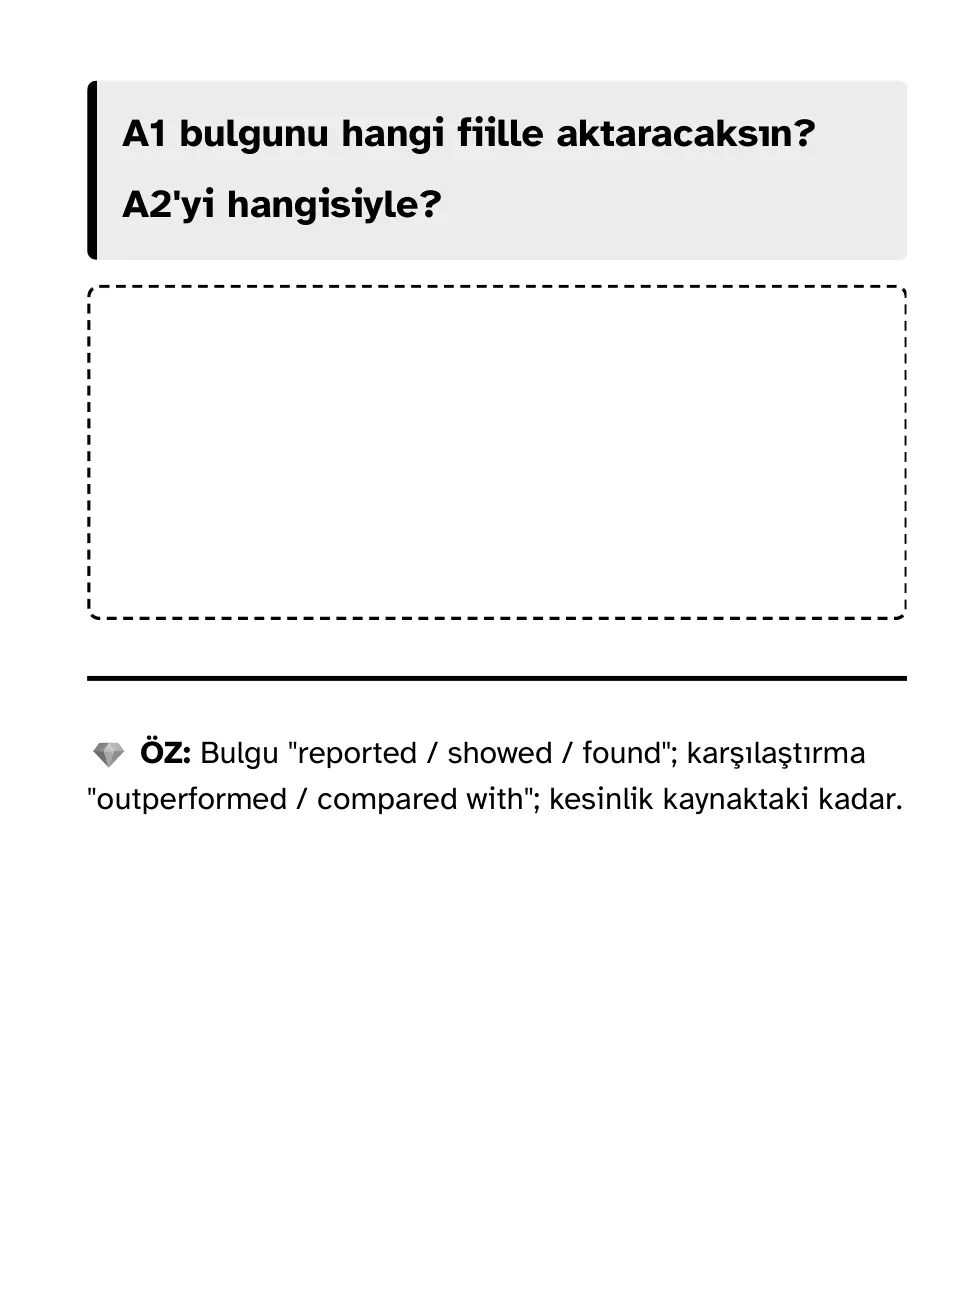 A1 bulgunu hangi fiille aktaracaksın?
A2'yi hangisiyle?
ÖZ: Bulgu "reported / showed / found"; karşılaştırma
"outperformed / compared with"; kesinlik kaynaktaki kadar.